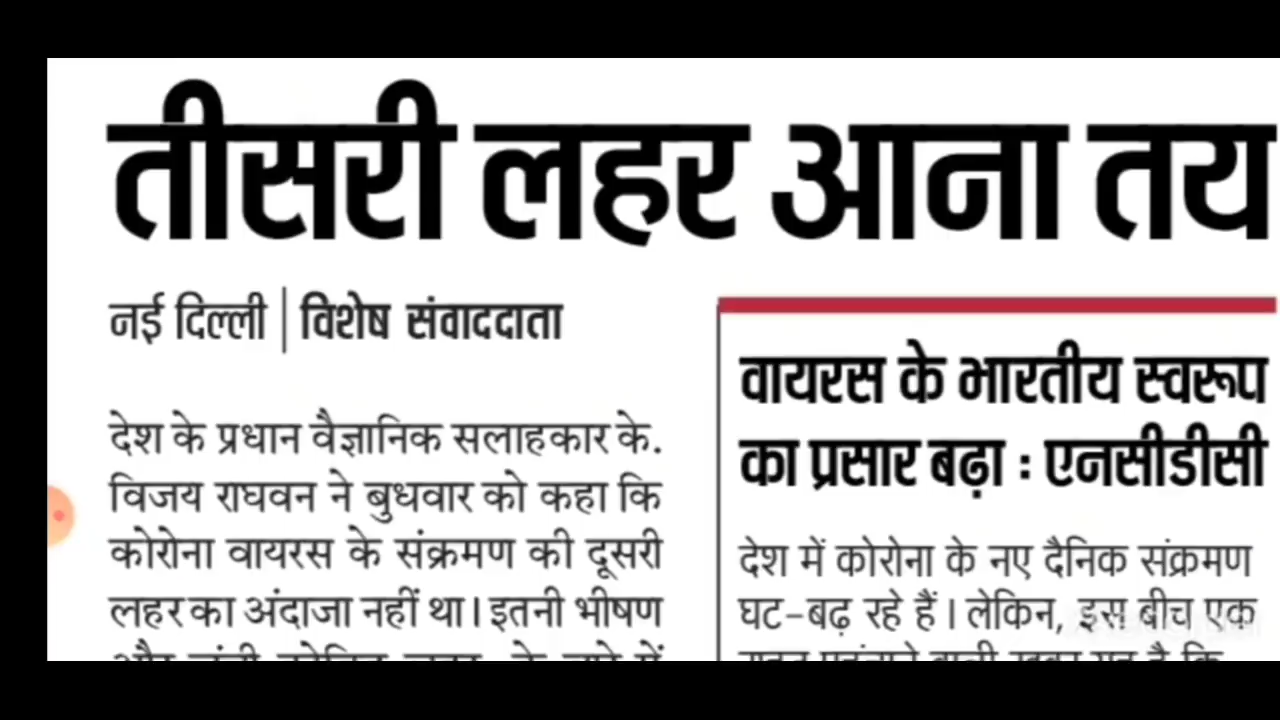 तीसरी लहर आना तय
नई दिल्ली | विशेष संवाददाता
देश के प्रधान वैज्ञानिक सलाहकार के.
विजय राघवन ने बुधवार को कहा कि
कोरोना वायरस के संक्रमण की दूसरी
लहर का अंदाजा नहीं था। इतनी भीषण
वायरस के भारतीय स्वरूप
का प्रसार बढ़ा : एनसीडीसी
देश में कोरोना के नए दैनिक संक्रमण
घट-बढ़ रहे हैं। लेकिन, इस बीच एक